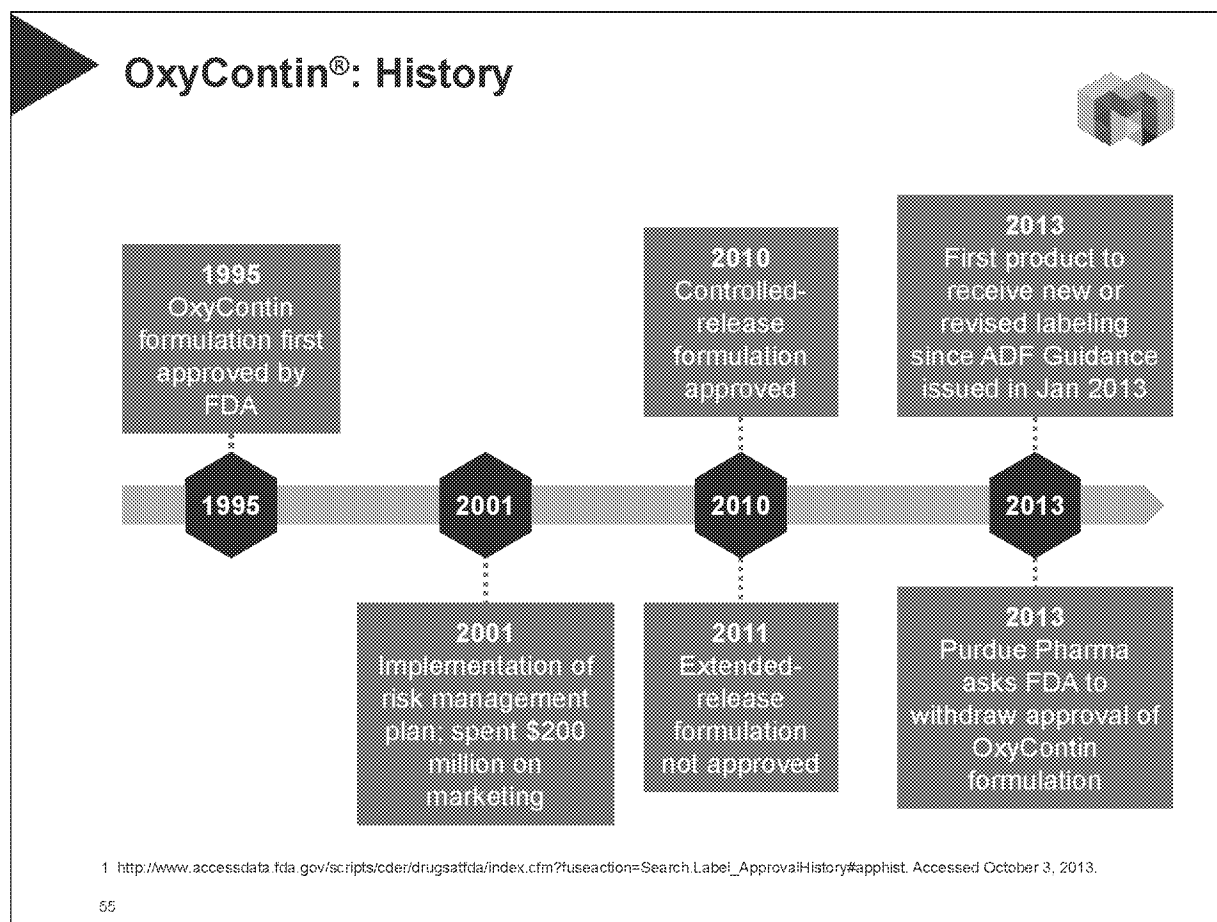 OxyContin®: History
M
1995
OxyContin
formulation first
approved by
FDA
2010
Controlled-
release
formulation
approved
2013
First product to
receive new or
revised labeling
since ADF Guidance
issued in Jan 2013
1995
2001
2010
2013
2001
Implementation of
risk management
plan; spent $200
million on
marketing
2011
Extended-
release
formulation
not approved
2013
Purdue Pharma
asks FDA to
withdraw approval of
OxyContin
formulation
1 http://www.accessdata.fda.gov/scripts/cder/drugsatfda/index.cfm?fuseaction=Search.Label_ApprovalHistory#apphist. Accessed October 3, 2013.
55